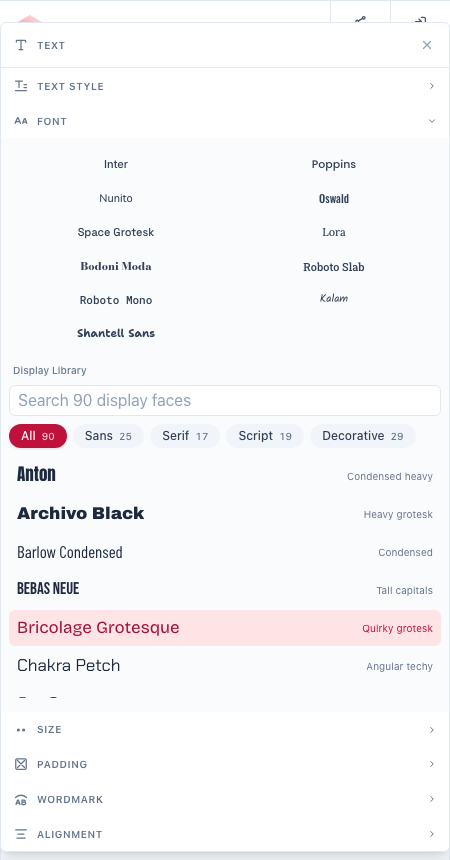 TEXT
TEXT STYLE
AA FONT
Inter Poppins
Nunito Oswald
Space Grotesk Lora
Bodoni Moda Roboto Slab
Roboto Mono Kalam
Shantell Sans
Display Library
Search 90 display faces
All 90 Sans 25 Serif 17 Script 19 Decorative 29
Anton Condensed heavy
Archivo Black Heavy grotesk
Barlow Condensed Condensed
BEBAS NEUE Tall capitals
Bricolage Grotesque Quirky grotesk
Chakra Petch Angular techy
SIZE
PADDING
AB WORDMARK
ALIGNMENT